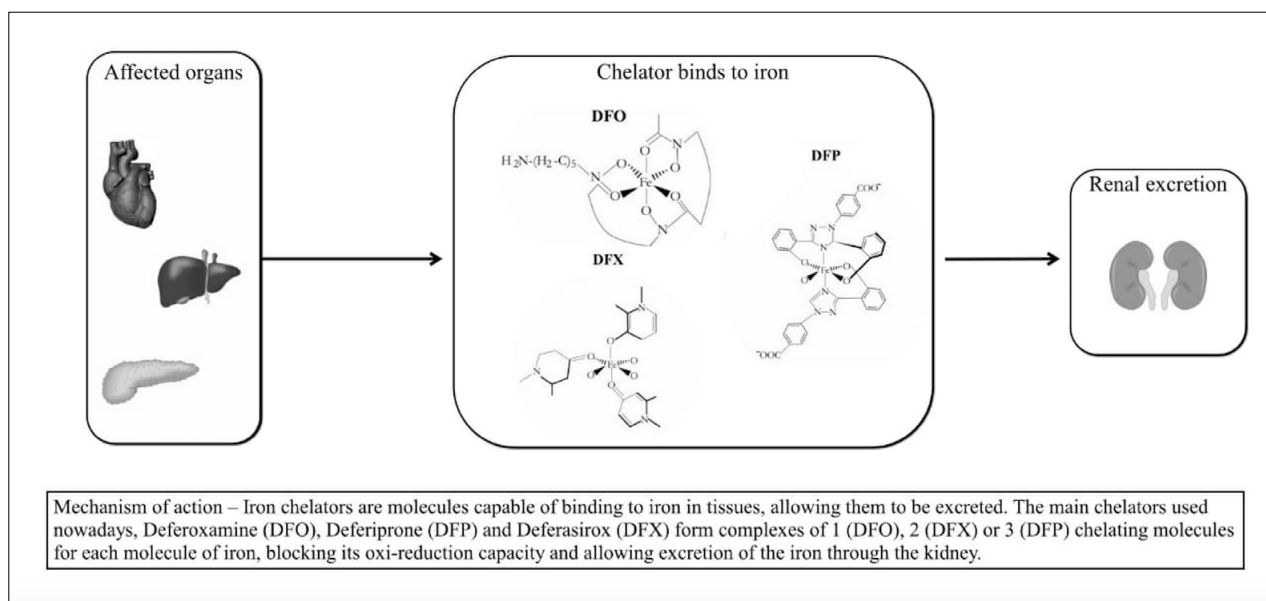 Affected organs
Chelator binds to iron
DFO
H₂N-(H₂-C)₅
N
O
O
Fe
O
N
O
O
O
N
DFP
COO⁻
N
N
N
N
O
Fe
O
O
O
N
N
N
⁻OOC
DFX
N
O
O
Fe
O
O
O
N
N
Renal excretion
Mechanism of action – Iron chelators are molecules capable of binding to iron in tissues, allowing them to be excreted. The main chelators used
nowadays, Deferoxamine (DFO), Deferiprone (DFP) and Deferasirox (DFX) form complexes of 1 (DFO), 2 (DFX) or 3 (DFP) chelating molecules
for each molecule of iron, blocking its oxi-reduction capacity and allowing excretion of the iron through the kidney.